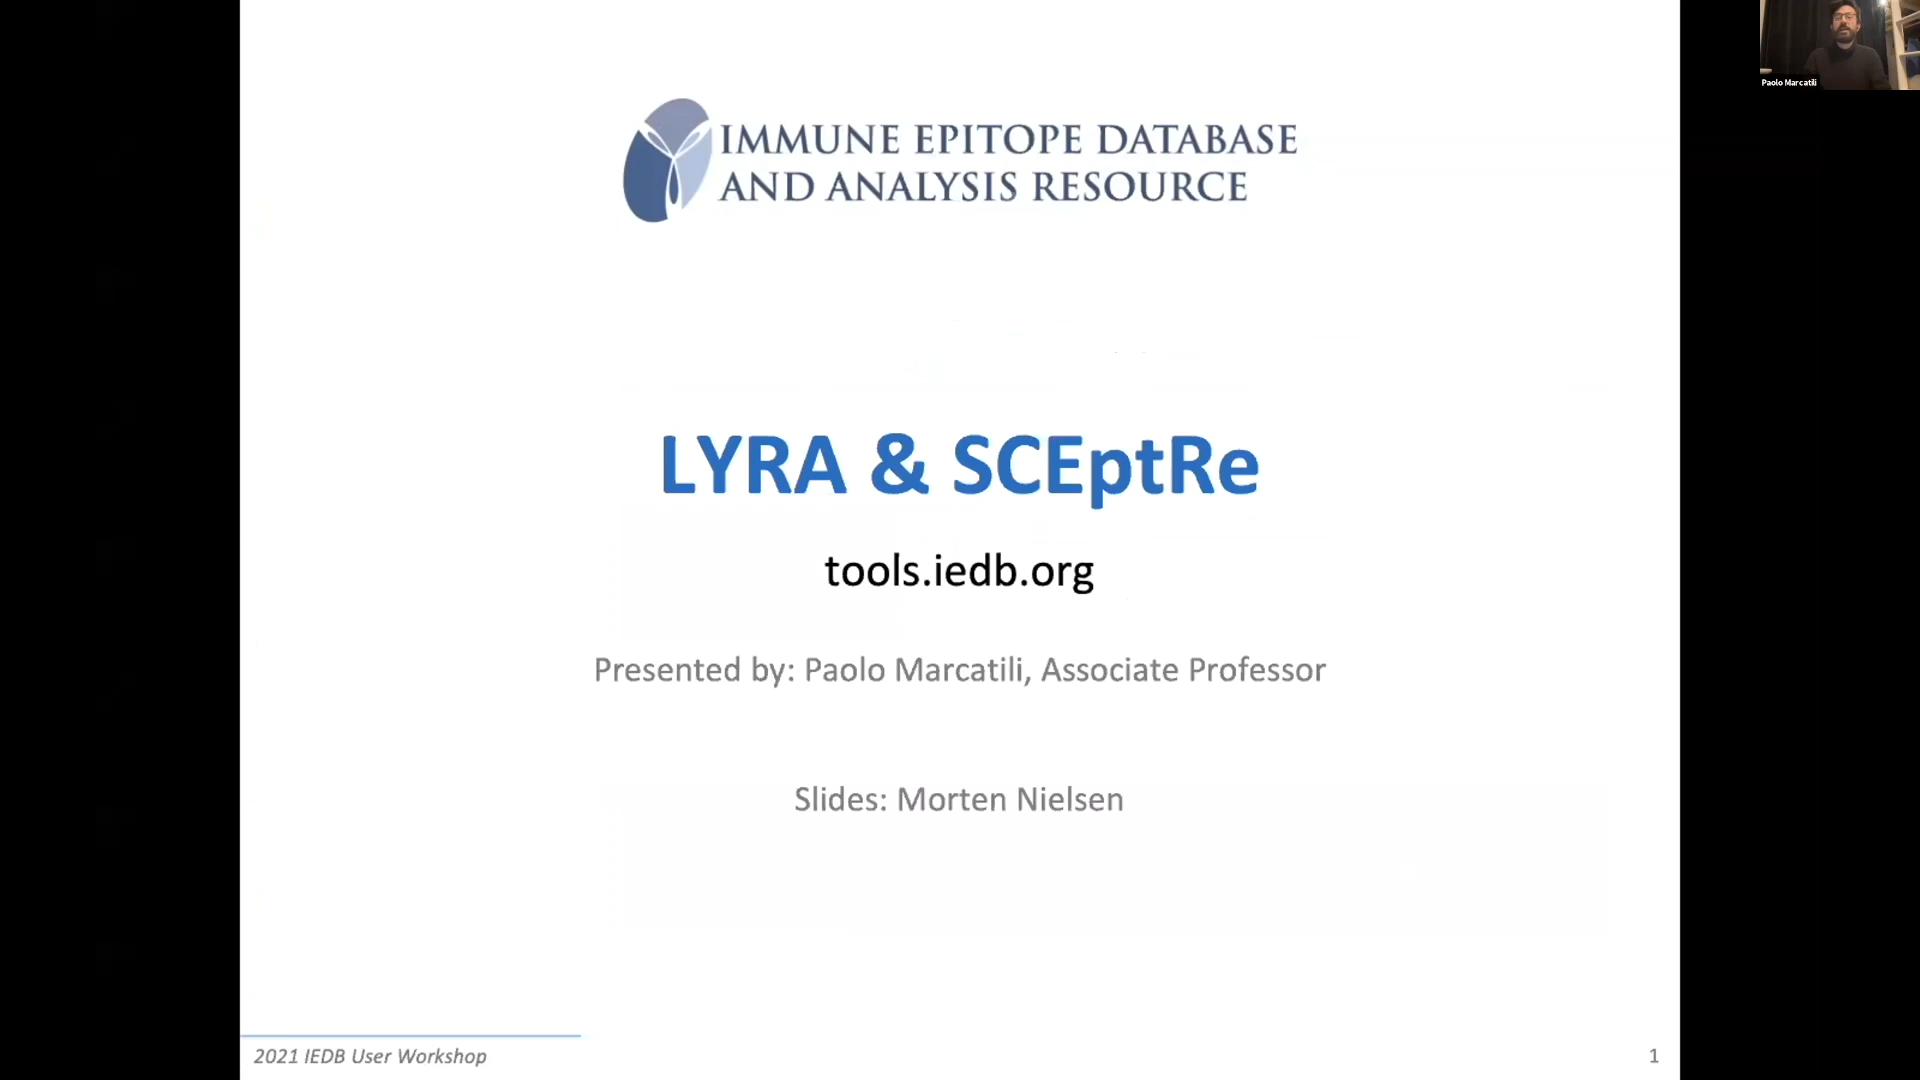 Paolo Marcatili
IMMUNE EPITOPE DATABASE
AND ANALYSIS RESOURCE
LYRA & SCEptRe
tools.iedb.org
Presented by: Paolo Marcatili, Associate Professor
Slides: Morten Nielsen
2021 IEDB User Workshop
1